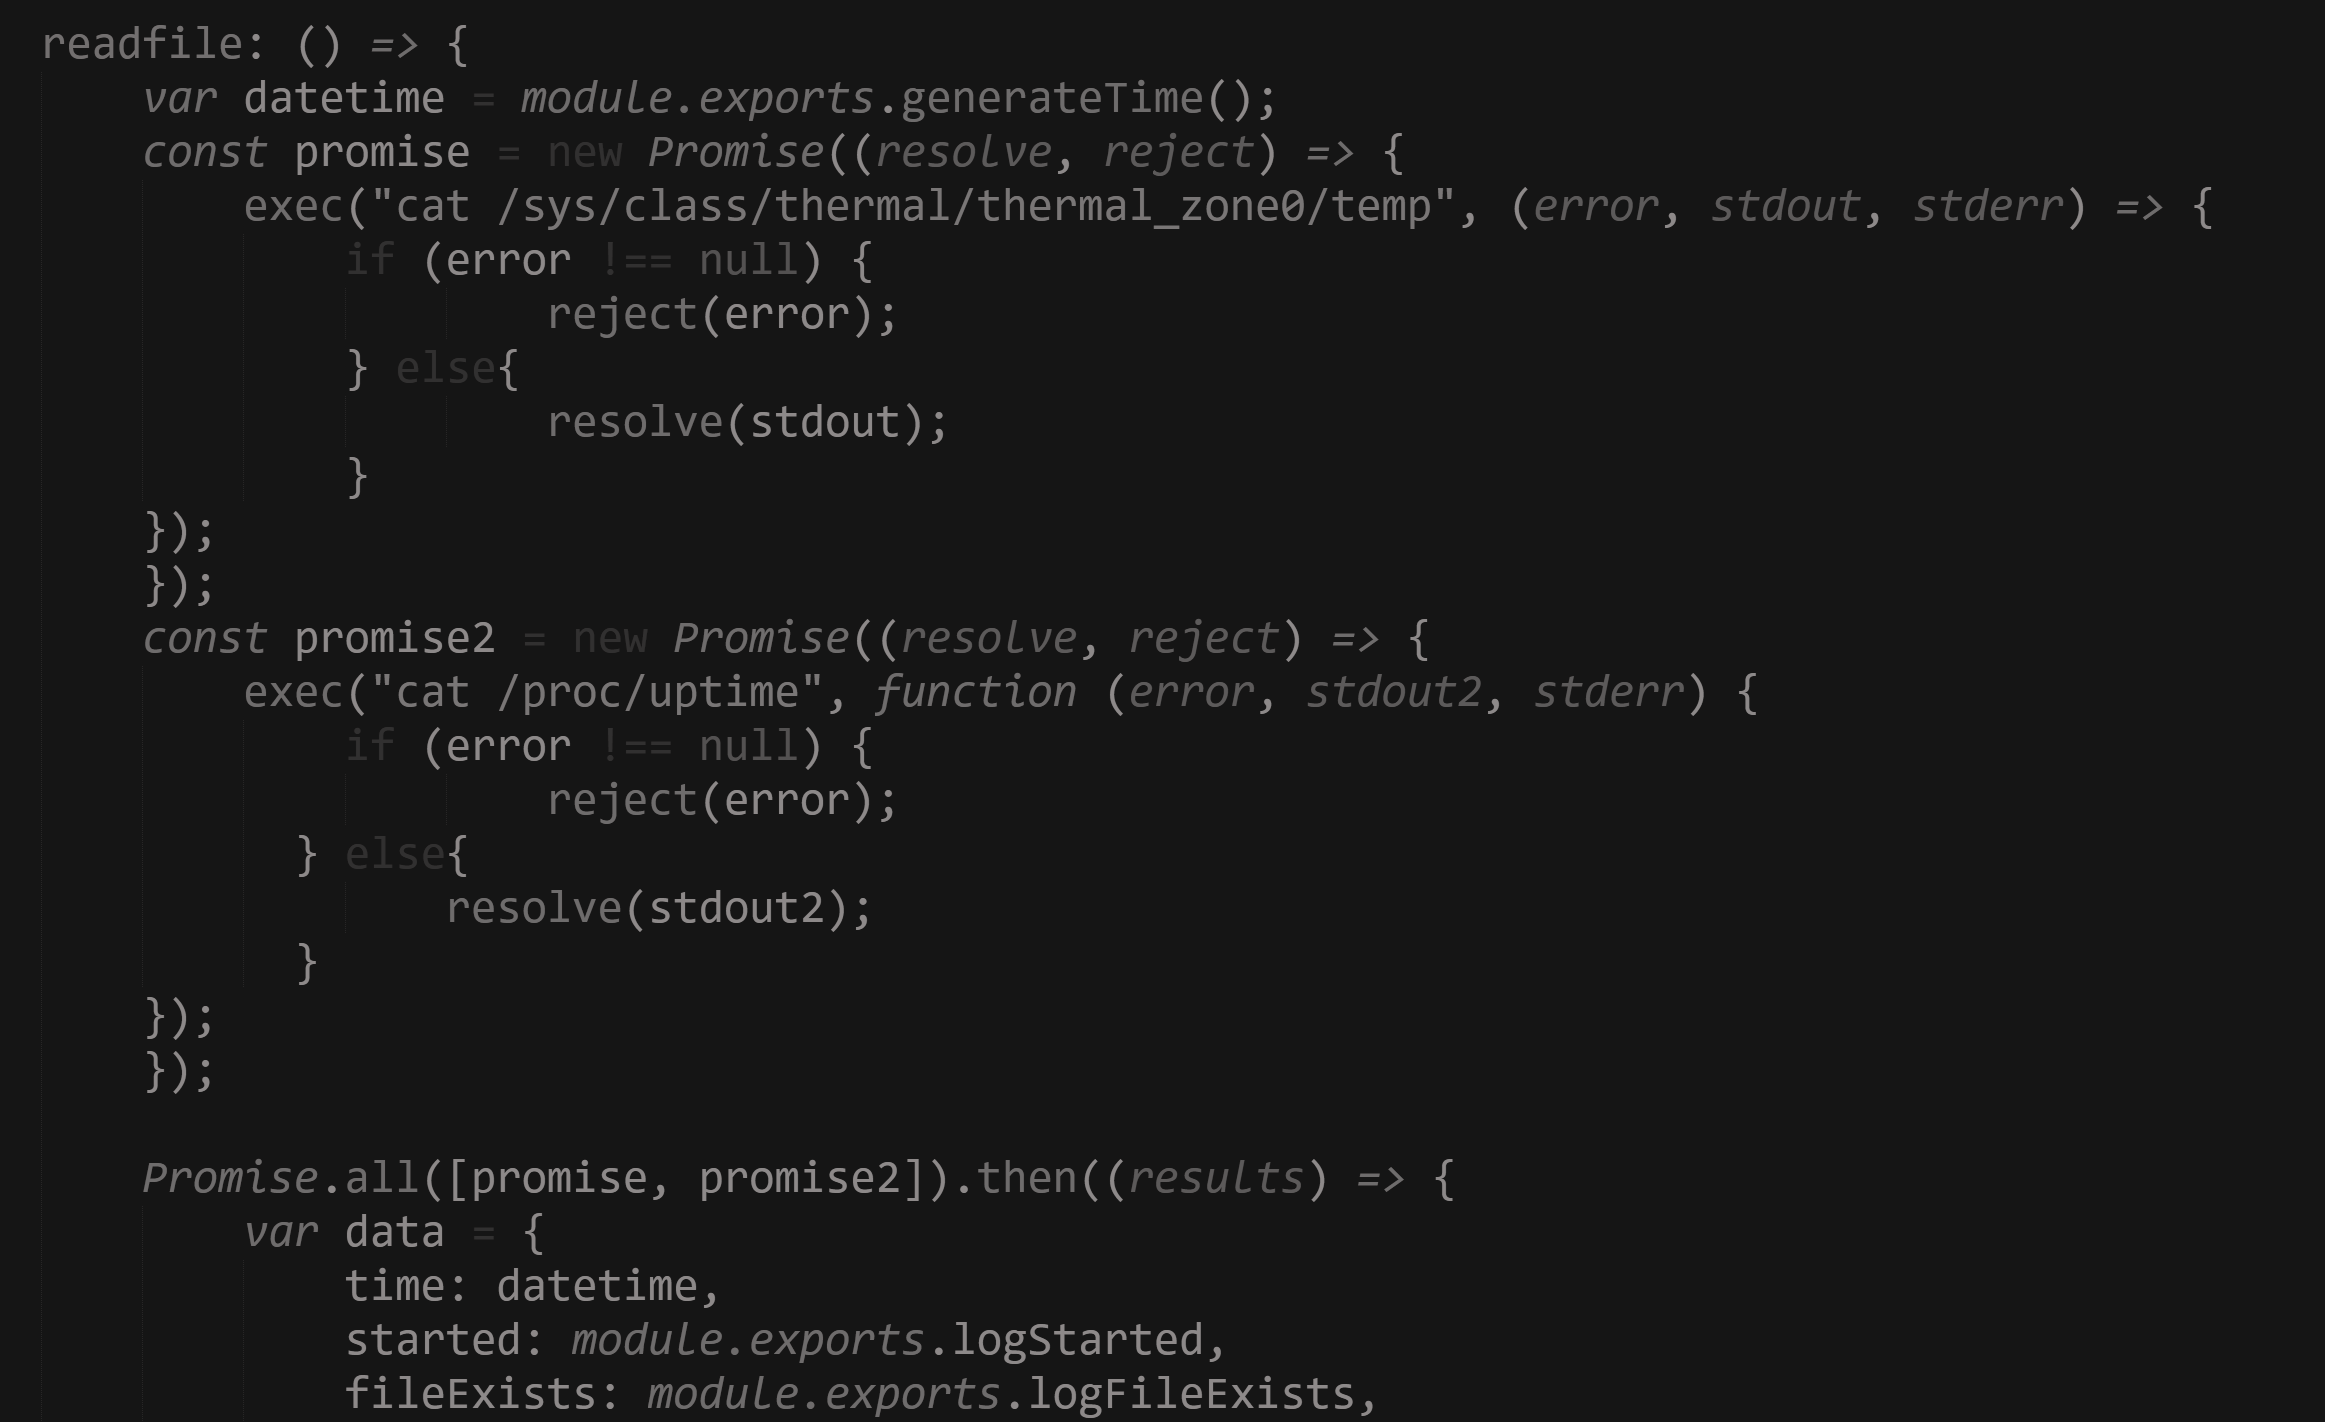 readfile: () => {
    var datetime = module.exports.generateTime();
    const promise = new Promise((resolve, reject) => {
        exec("cat /sys/class/thermal/thermal_zone0/temp", (error, stdout, stderr) => {
            if (error !== null) {
                    reject(error);
            } else{
                    resolve(stdout);
            }
    });
    });
    const promise2 = new Promise((resolve, reject) => {
        exec("cat /proc/uptime", function (error, stdout2, stderr) {
            if (error !== null) {
                    reject(error);
          } else{
                resolve(stdout2);
          }
    });
    });

    Promise.all([promise, promise2]).then((results) => {
        var data = {
            time: datetime,
            started: module.exports.logStarted,
            fileExists: module.exports.logFileExists,